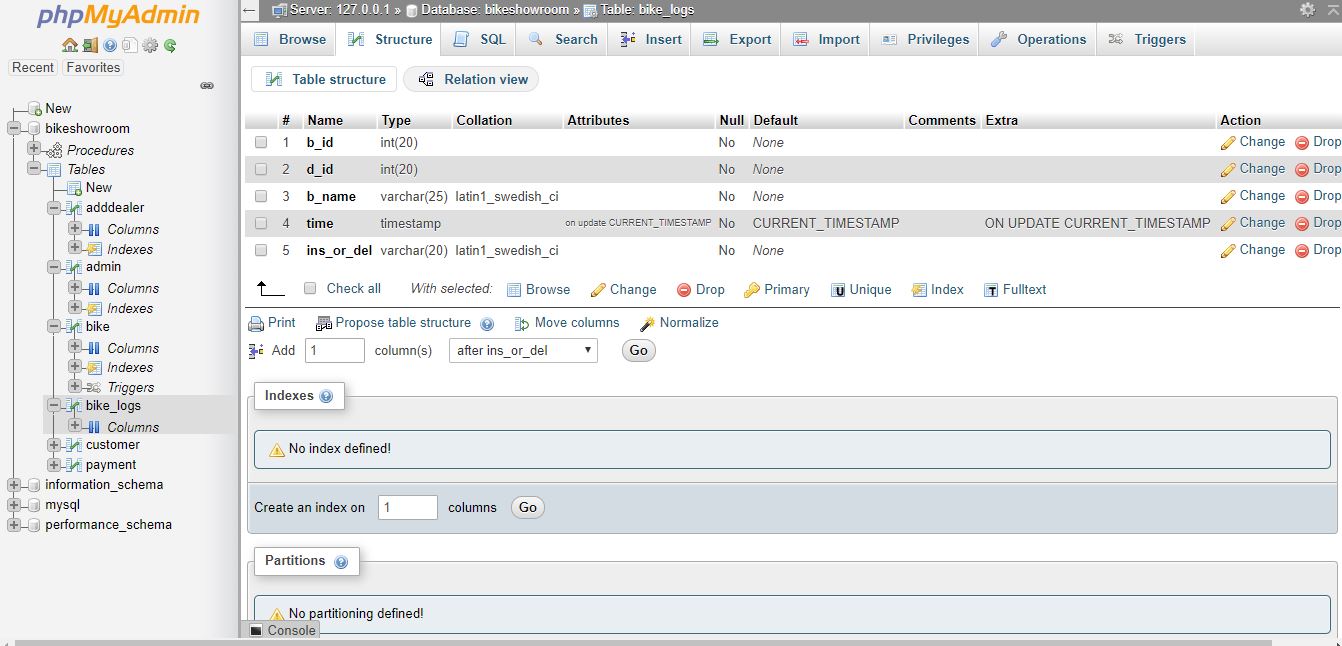 phpMyAdmin
Recent Favorites
New
bikeshowroom
Procedures
Tables
New
adddealer
Columns
Indexes
admin
Columns
Indexes
bike
Columns
Indexes
Triggers
bike_logs
Columns
customer
payment
information_schema
mysql
performance_schema
Server: 127.0.0.1 » Database: bikeshowroom » Table: bike_logs
Browse Structure SQL Search Insert Export Import Privileges Operations Triggers
Table structure Relation view
# Name Type Collation Attributes Null Default Comments Extra Action
1 b_id int(20) No None Change Drop
2 d_id int(20) No None Change Drop
3 b_name varchar(25) latin1_swedish_ci No None Change Drop
4 time timestamp on update CURRENT_TIMESTAMP No CURRENT_TIMESTAMP ON UPDATE CURRENT_TIMESTAMP Change Drop
5 ins_or_del varchar(20) latin1_swedish_ci No None Change Drop
Check all With selected: Browse Change Drop Primary Unique Index Fulltext
Print Propose table structure Move columns Normalize
Add 1 column(s) after ins_or_del Go
Indexes
No index defined!
Create an index on 1 columns Go
Partitions
No partitioning defined!
Console